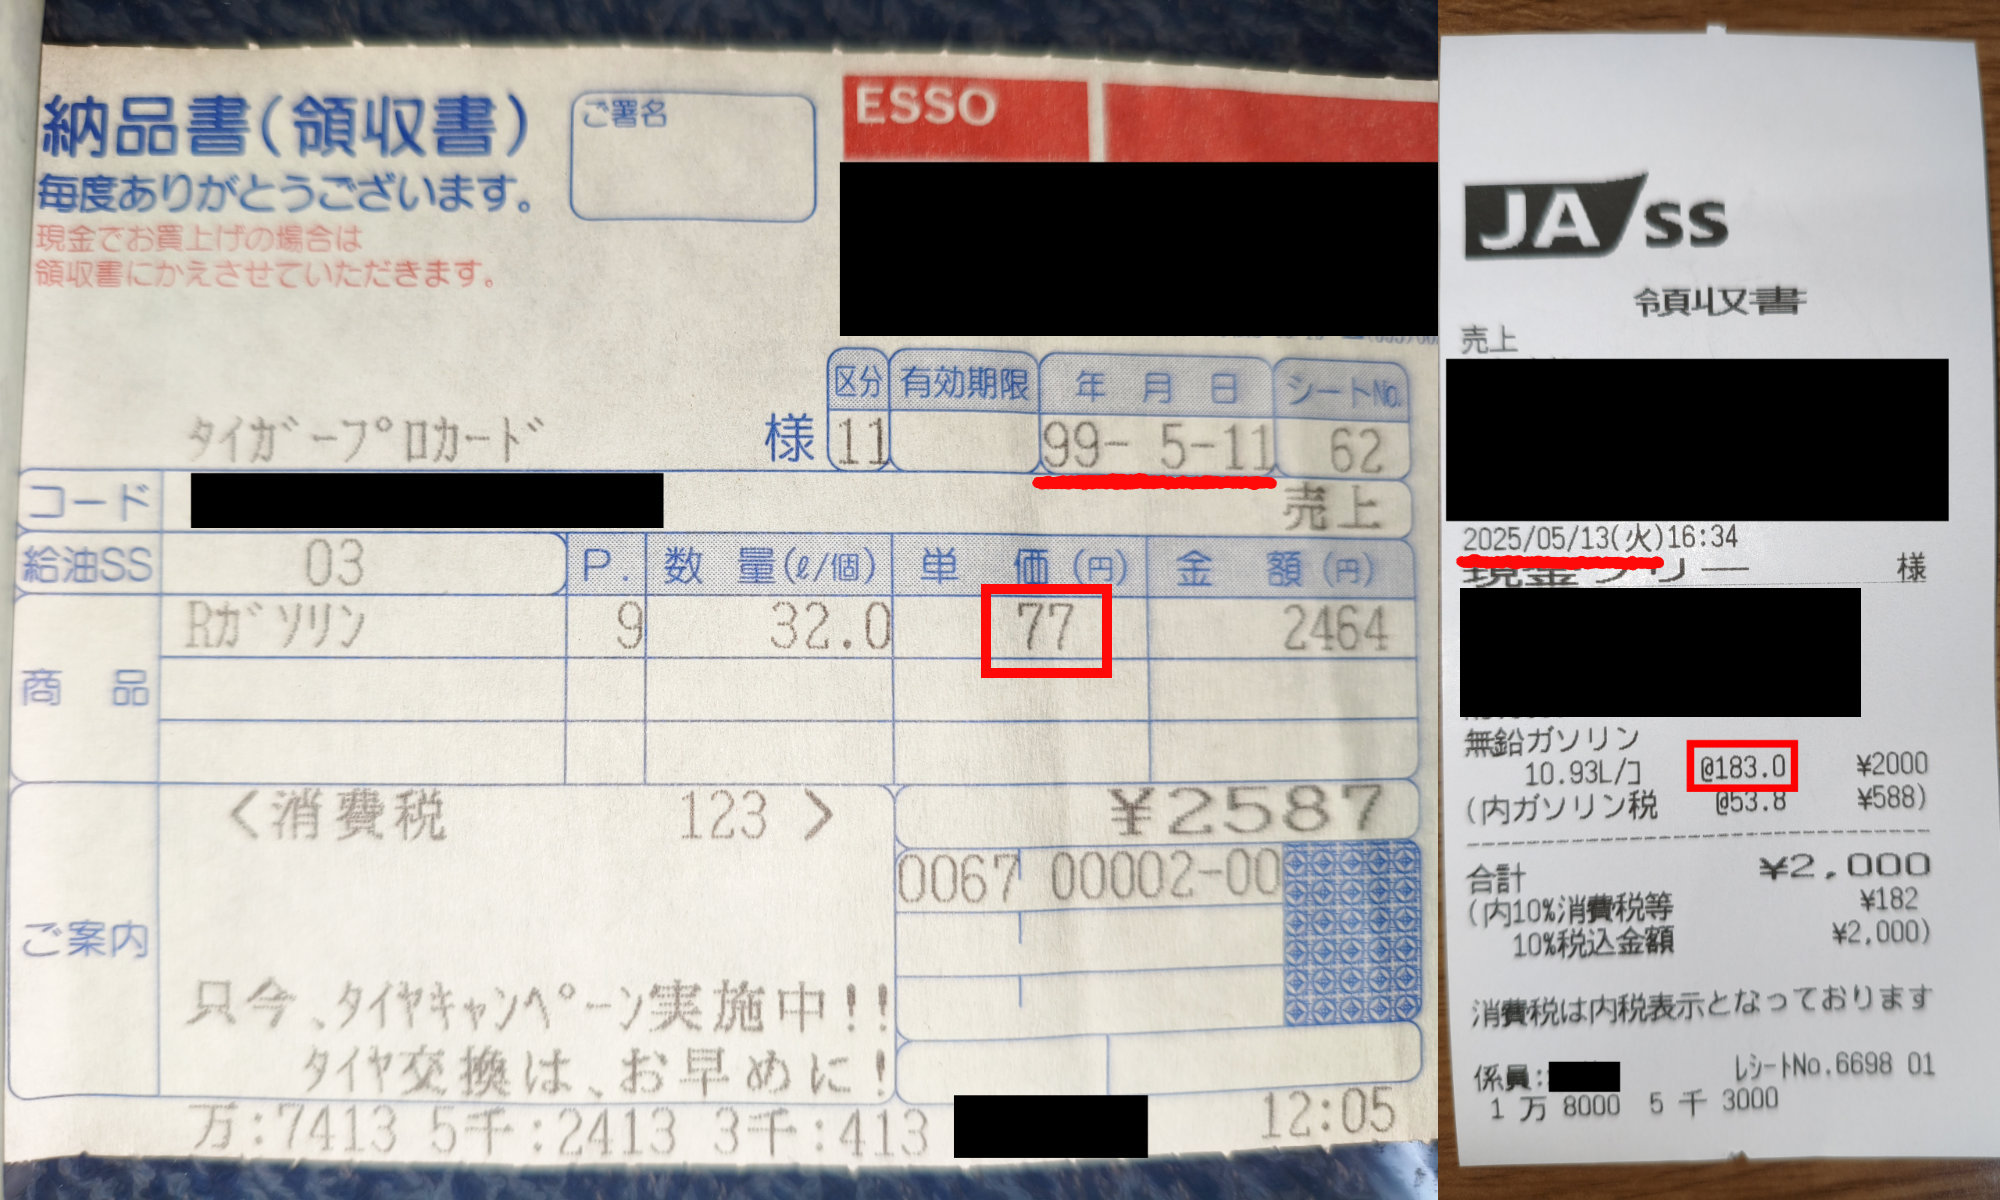 納品書(領収書)
毎度ありがとうございます。
現金でお買上げの場合は
領収書にかえさせていただきます。
ご署名
ESSO
タイガープロカード 様
区分 有効期限 年 月 日 シートNo.
11 99- 5-11 62
コード
売上
給油SS 03 P. 数 量(ℓ/個) 単 価(円) 金 額(円)
商 品
Rガソリン 9 32.0 77 2464
<消費税 123 >
¥2587
0067 00002-00
ご案内
只今、タイヤキャンペーン実施中!!
タイヤ交換は、お早めに!
万:7413 5千:2413 3千:413
12:05
JA SS
領収書
売上
2025/05/13(火)16:34
現金フリー 様
無鉛ガソリン
10.93L/コ @183.0 ¥2000
(内ガソリン税 @53.8 ¥588)
合計 ¥2,000
(内10%消費税等 ¥182
10%税込金額 ¥2,000)
消費税は内税表示となっております
係員:
レシートNo.6698 01
1 万 8000 5 千 3000